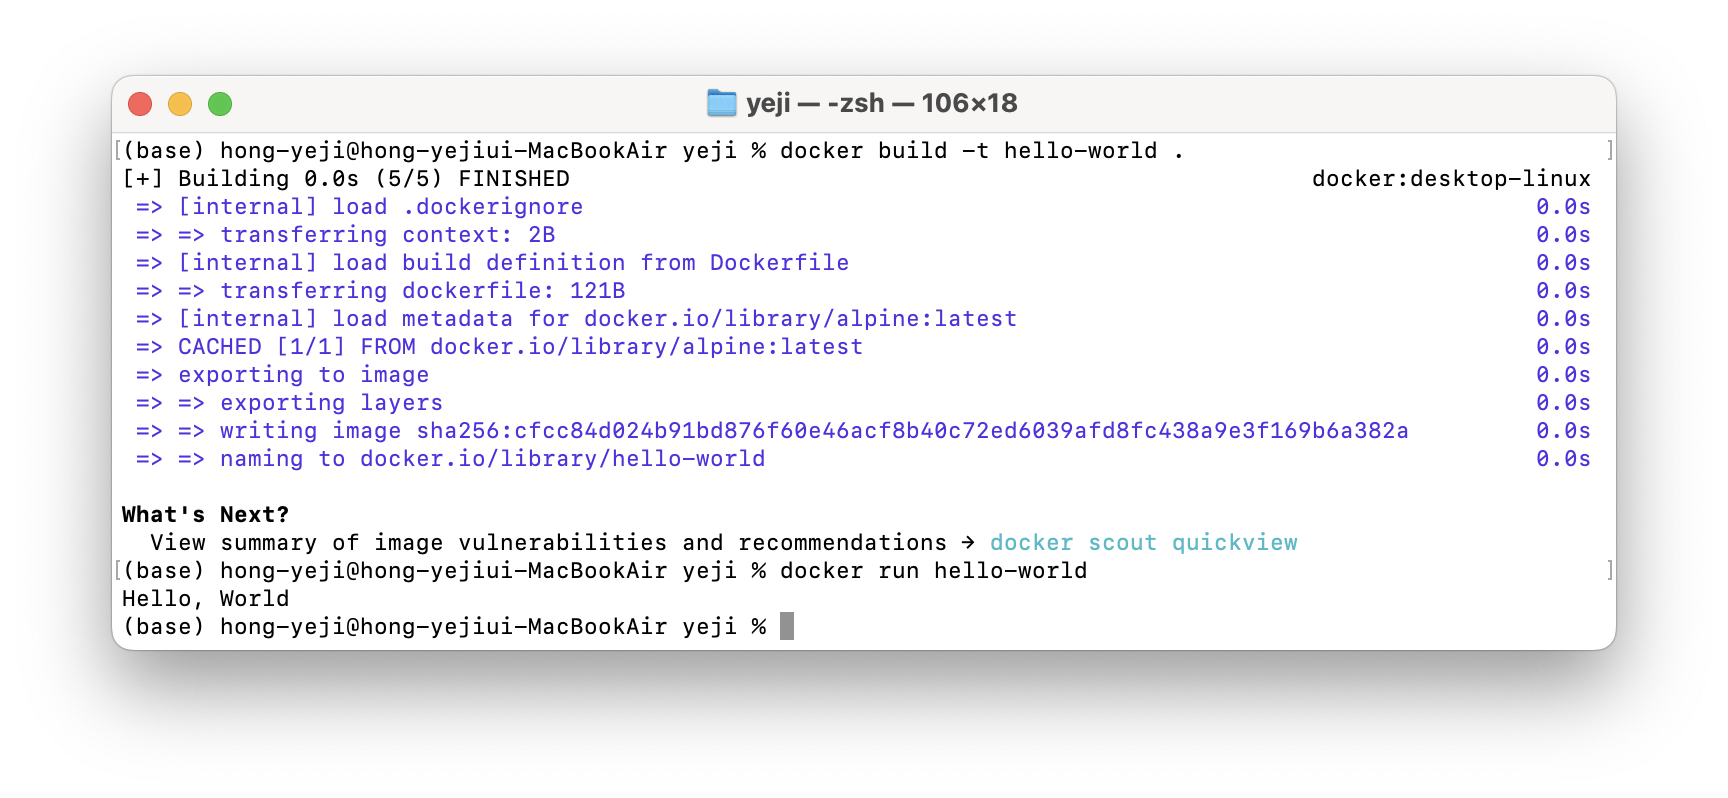 yeji — -zsh — 106×18
(base) hong-yeji@hong-yejiui-MacBookAir yeji % docker build -t hello-world .
[+] Building 0.0s (5/5) FINISHED docker:desktop-linux
=> [internal] load .dockerignore 0.0s
=> => transferring context: 2B 0.0s
=> [internal] load build definition from Dockerfile 0.0s
=> => transferring dockerfile: 121B 0.0s
=> [internal] load metadata for docker.io/library/alpine:latest 0.0s
=> CACHED [1/1] FROM docker.io/library/alpine:latest 0.0s
=> exporting to image 0.0s
=> => exporting layers 0.0s
=> => writing image sha256:cfcc84d024b91bd876f60e46acf8b40c72ed6039afd8fc438a9e3f169b6a382a 0.0s
=> => naming to docker.io/library/hello-world 0.0s
What's Next?
View summary of image vulnerabilities and recommendations → docker scout quickview
(base) hong-yeji@hong-yejiui-MacBookAir yeji % docker run hello-world
Hello, World
(base) hong-yeji@hong-yejiui-MacBookAir yeji %